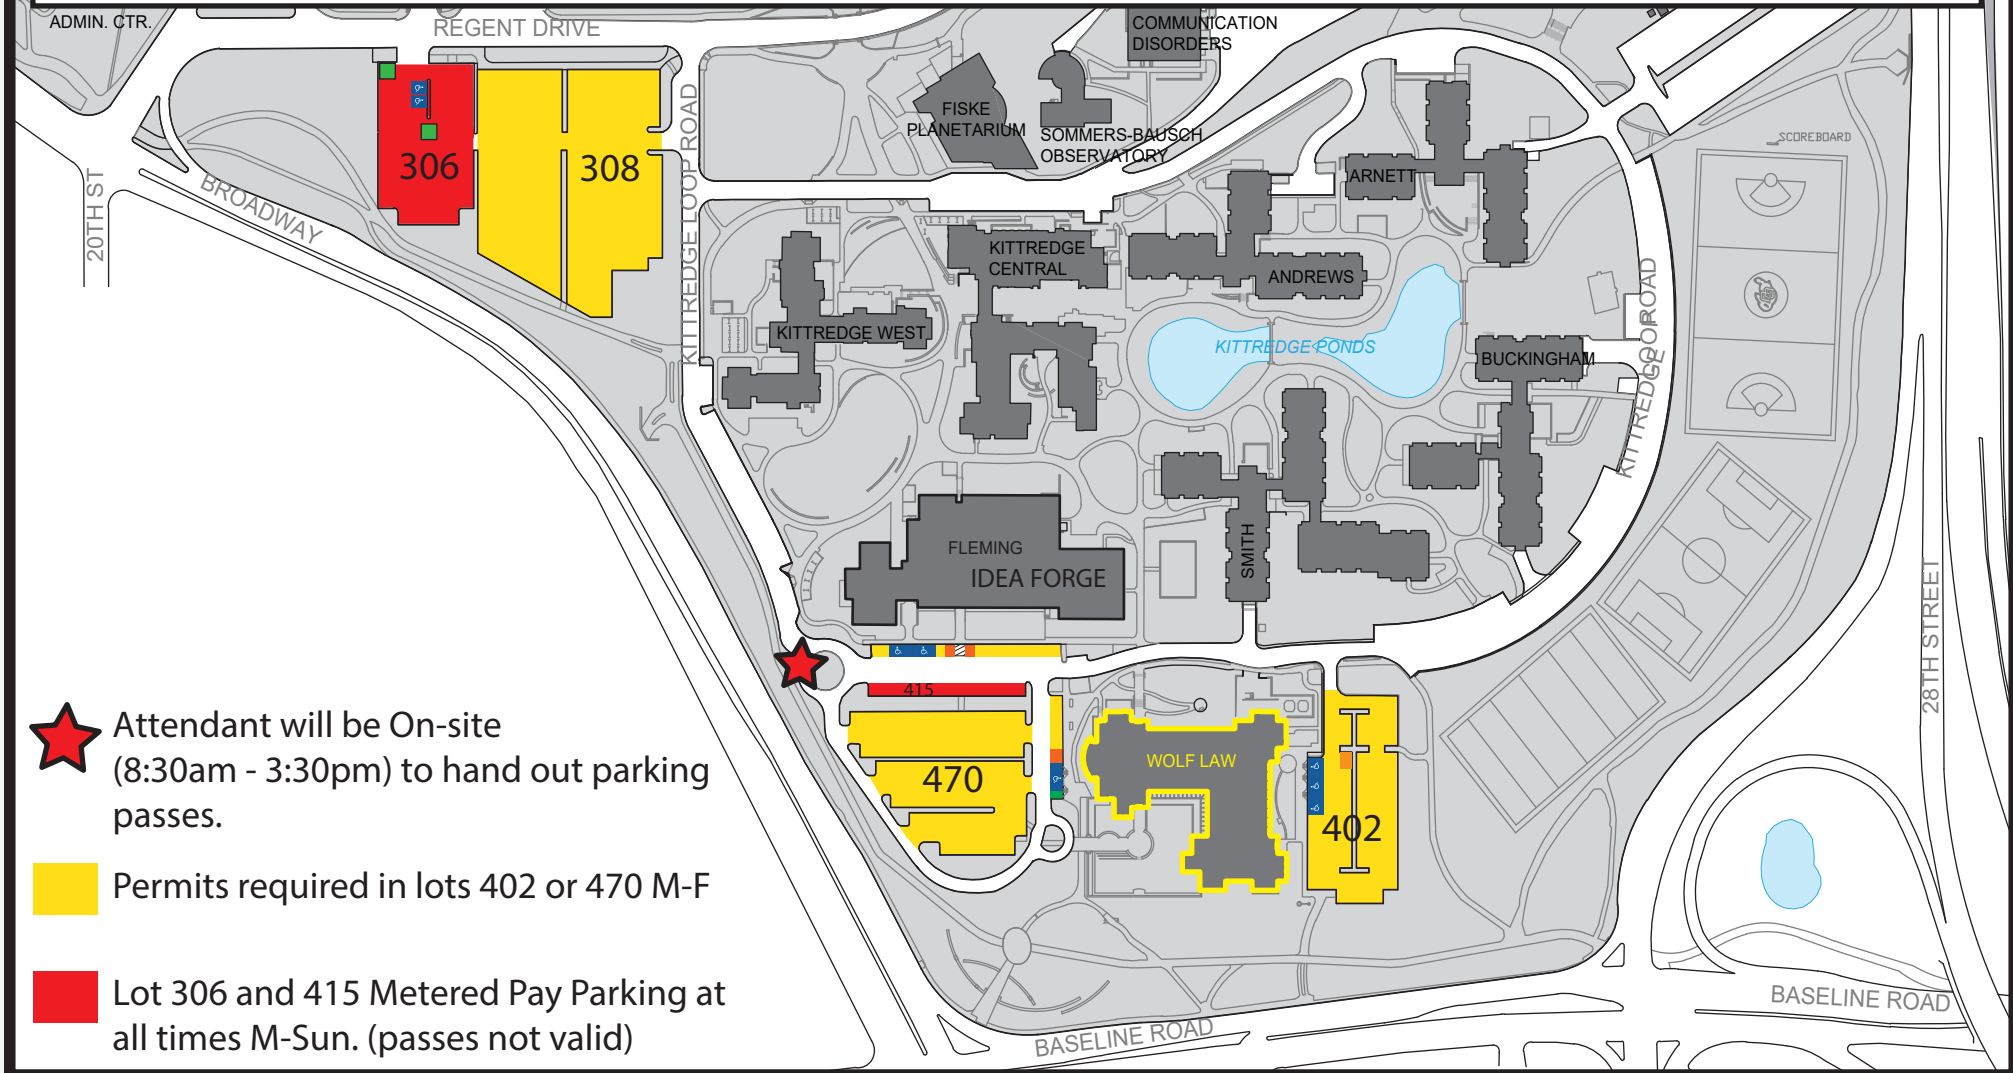 ADMIN. CTR.
REGENT DRIVE
COMMUNICATION
DISORDERS
FISKE
PLANETARIUM
SOMMERS-BAUSCH
OBSERVATORY
SCOREBOARD
306
308
20TH ST
BROADWAY
KITTREDGE LOOP ROAD
ARNETT
KITTREDGE
CENTRAL
ANDREWS
KITTREDGE WEST
KITTREDGE PONDS
BUCKINGHAM
KITTREDGE LOOP ROAD
FLEMING
IDEA FORGE
SMITH
28TH STREET
415
470
WOLF LAW
402
Attendant will be On-site
(8:30am - 3:30pm) to hand out parking
passes.
Permits required in lots 402 or 470 M-F
Lot 306 and 415 Metered Pay Parking at
all times M-Sun. (passes not valid)
BASELINE ROAD
BASELINE ROAD